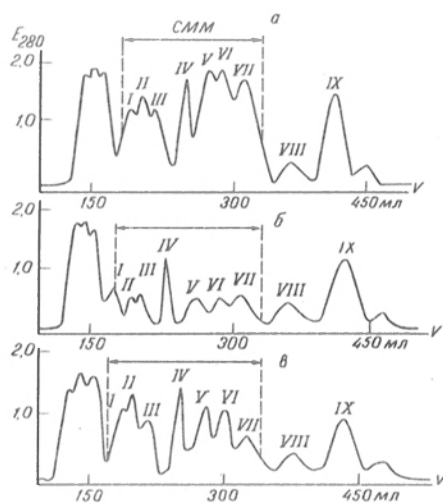 E280 СММ а
2,0 V VI
II IV VII IX
1,0 I III
VIII
150 300 450 мл V
б
2,0
IV
1,0 I III IX
II V VI VII VIII
150 300 450 мл V
в
2,0
II IV
1,0 I III V VI IX
VII VIII
150 300 450 мл V